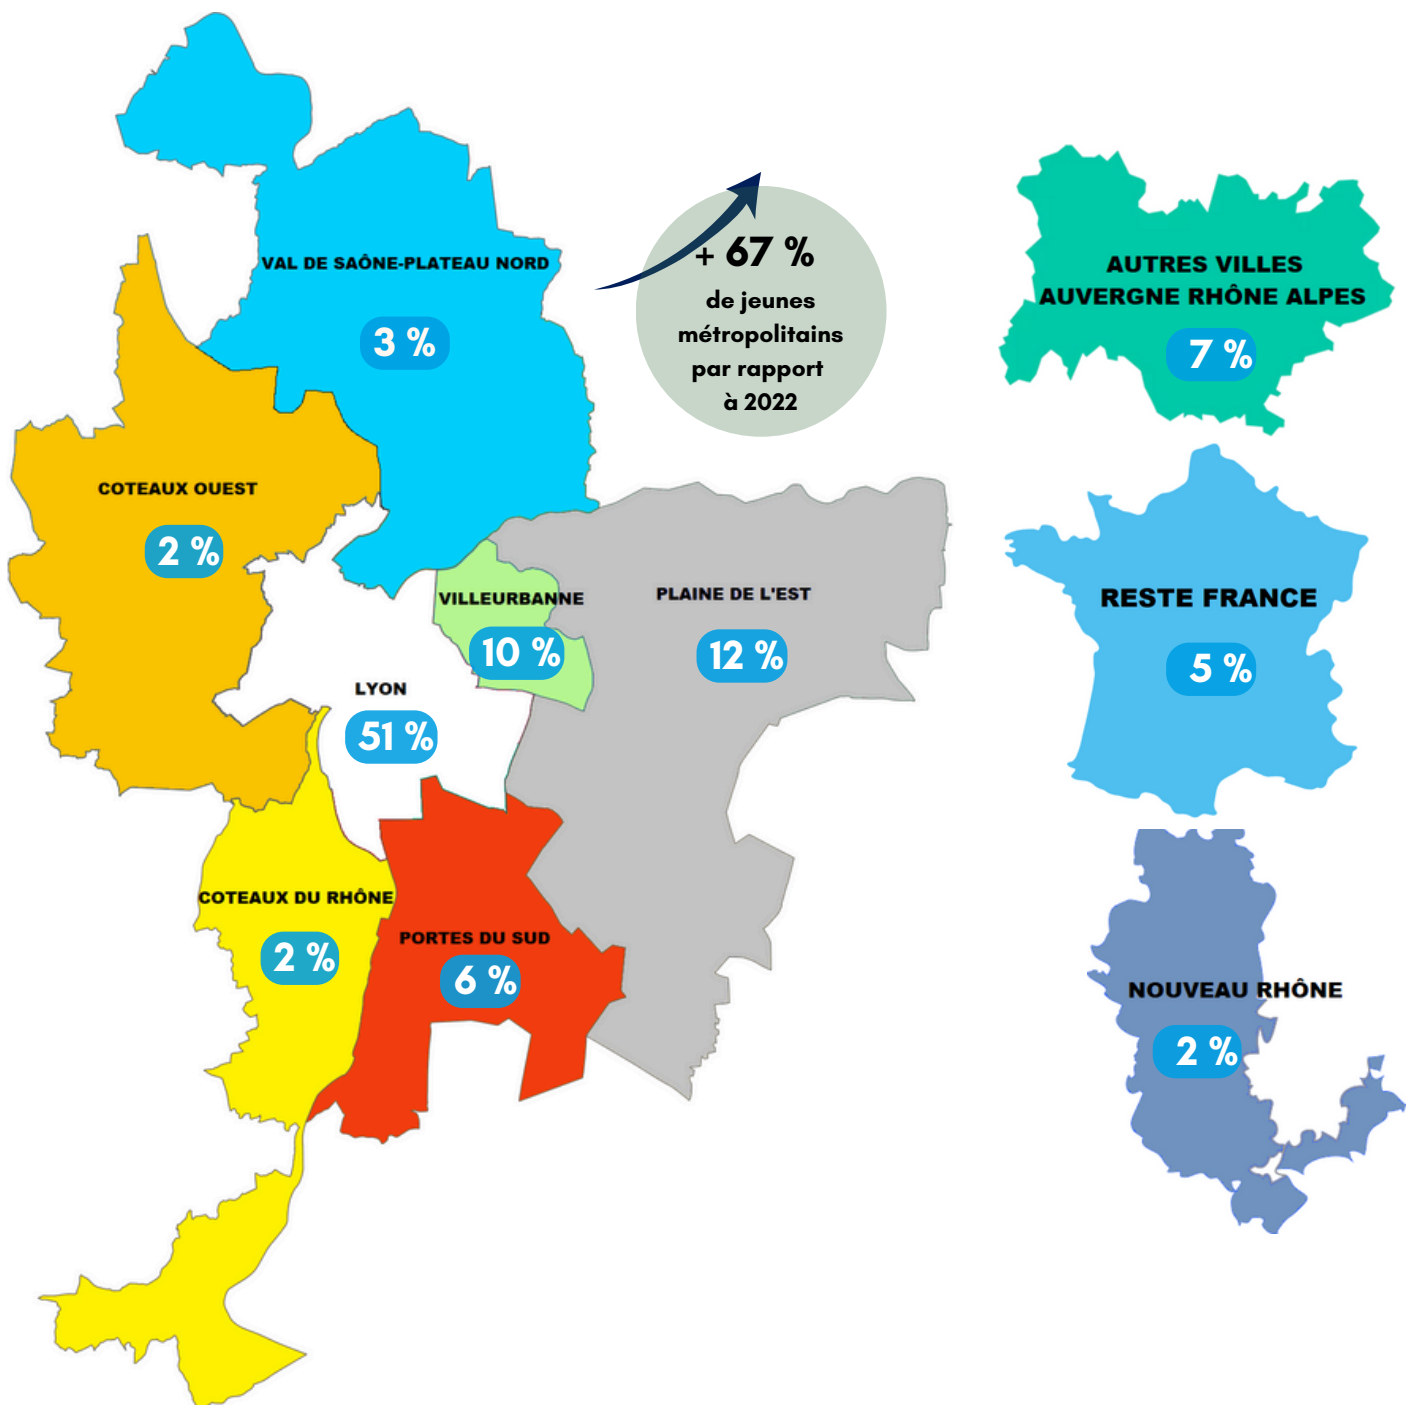 VAL DE SAÔNE-PLATEAU NORD
3 %
+ 67 %
de jeunes
métropolitains
par rapport
à 2022
COTEAUX OUEST
2 %
VILLEURBANNE
10 %
PLAINE DE L'EST
12 %
LYON
51 %
COTEAUX DU RHÔNE
2 %
PORTES DU SUD
6 %
AUTRES VILLES
AUVERGNE RHÔNE ALPES
7 %
RESTE FRANCE
5 %
NOUVEAU RHÔNE
2 %